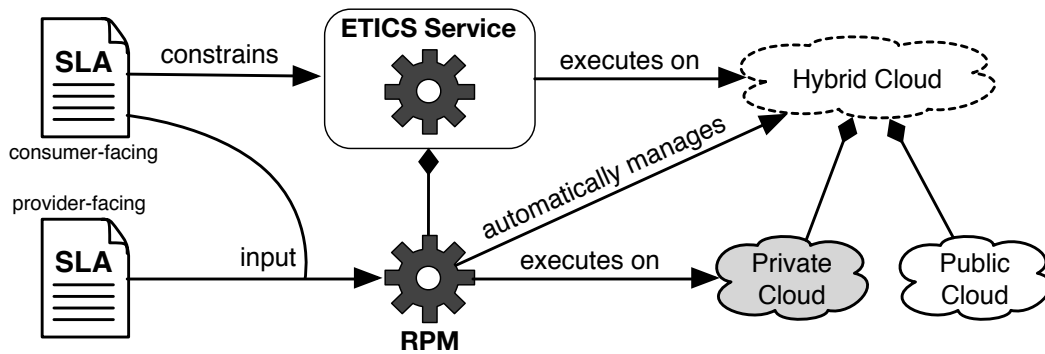 ETICS Service
SLA
constrains
executes on
Hybrid Cloud
consumer-facing
automatically manages
provider-facing
SLA
input
executes on
Private
Cloud
Public
Cloud
RPM